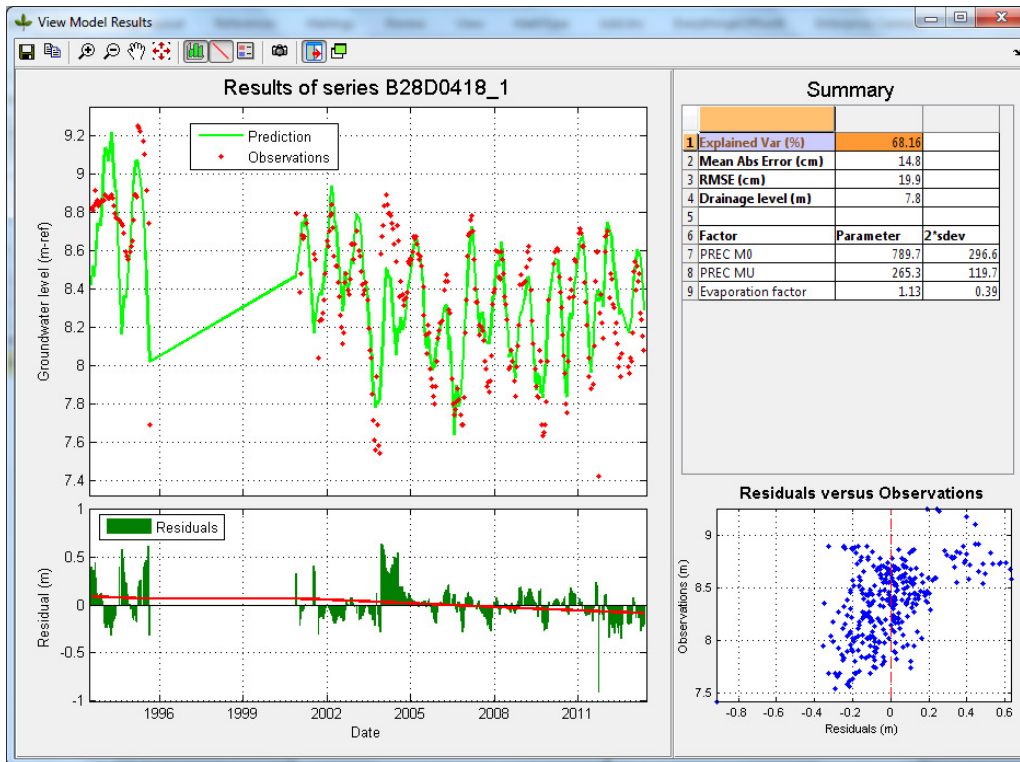 View Model Results
Results of series B28D0418_1
Prediction
Observations
Groundwater level (m-ref)
9.2
9
8.8
8.6
8.4
8.2
8
7.8
7.6
7.4
Residuals
Residual (m)
1
0.5
0
-0.5
-1
1996 1999 2002 2005 2008 2011
Date
Summary
1 Explained Var (%) 68.16
2 Mean Abs Error (cm) 14.8
3 RMSE (cm) 19.9
4 Drainage level (m) 7.8
5
6 Factor Parameter 2*sdev
7 PREC M0 789.7 296.6
8 PREC MU 265.3 119.7
9 Evaporation factor 1.13 0.39
Residuals versus Observations
Observations (m)
9
8.5
8
7.5
-0.8 -0.6 -0.4 -0.2 0 0.2 0.4 0.6
Residuals (m)